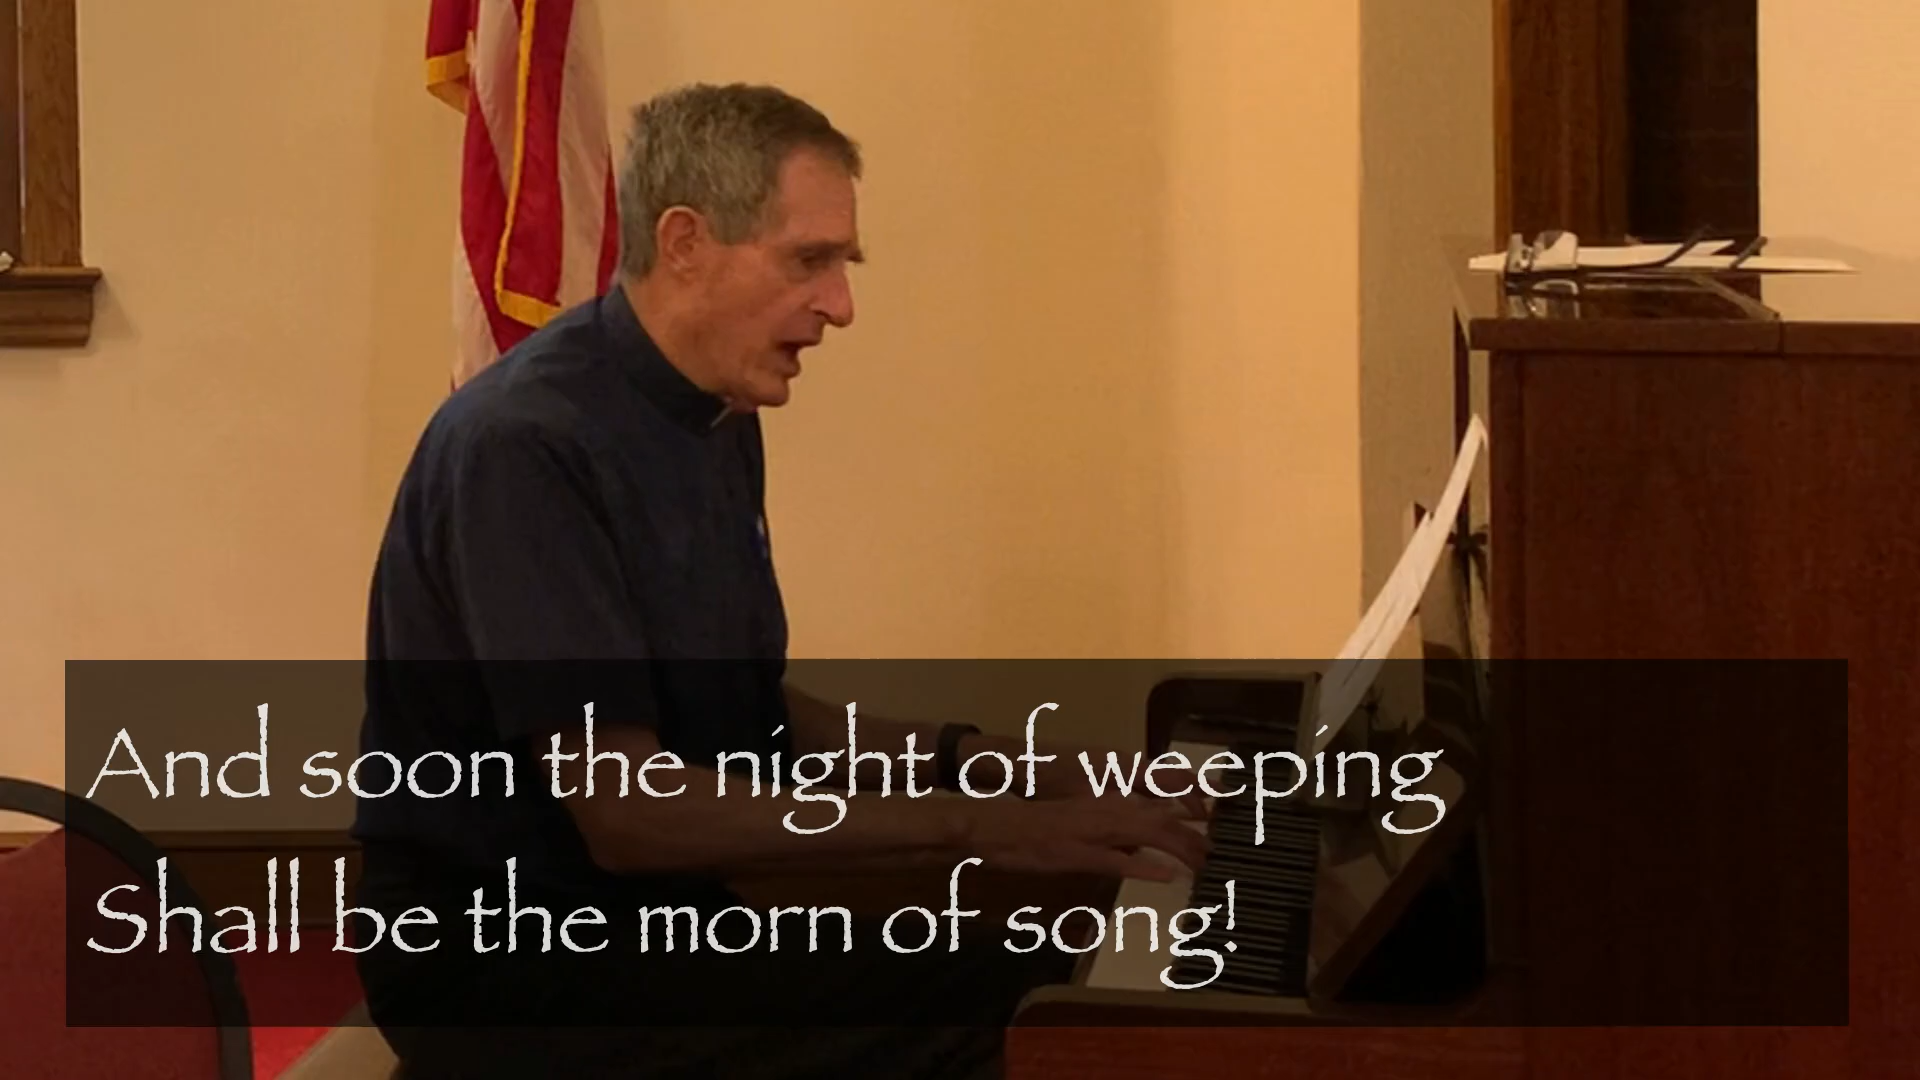 And soon the night of weeping
Shall be the morn of song!